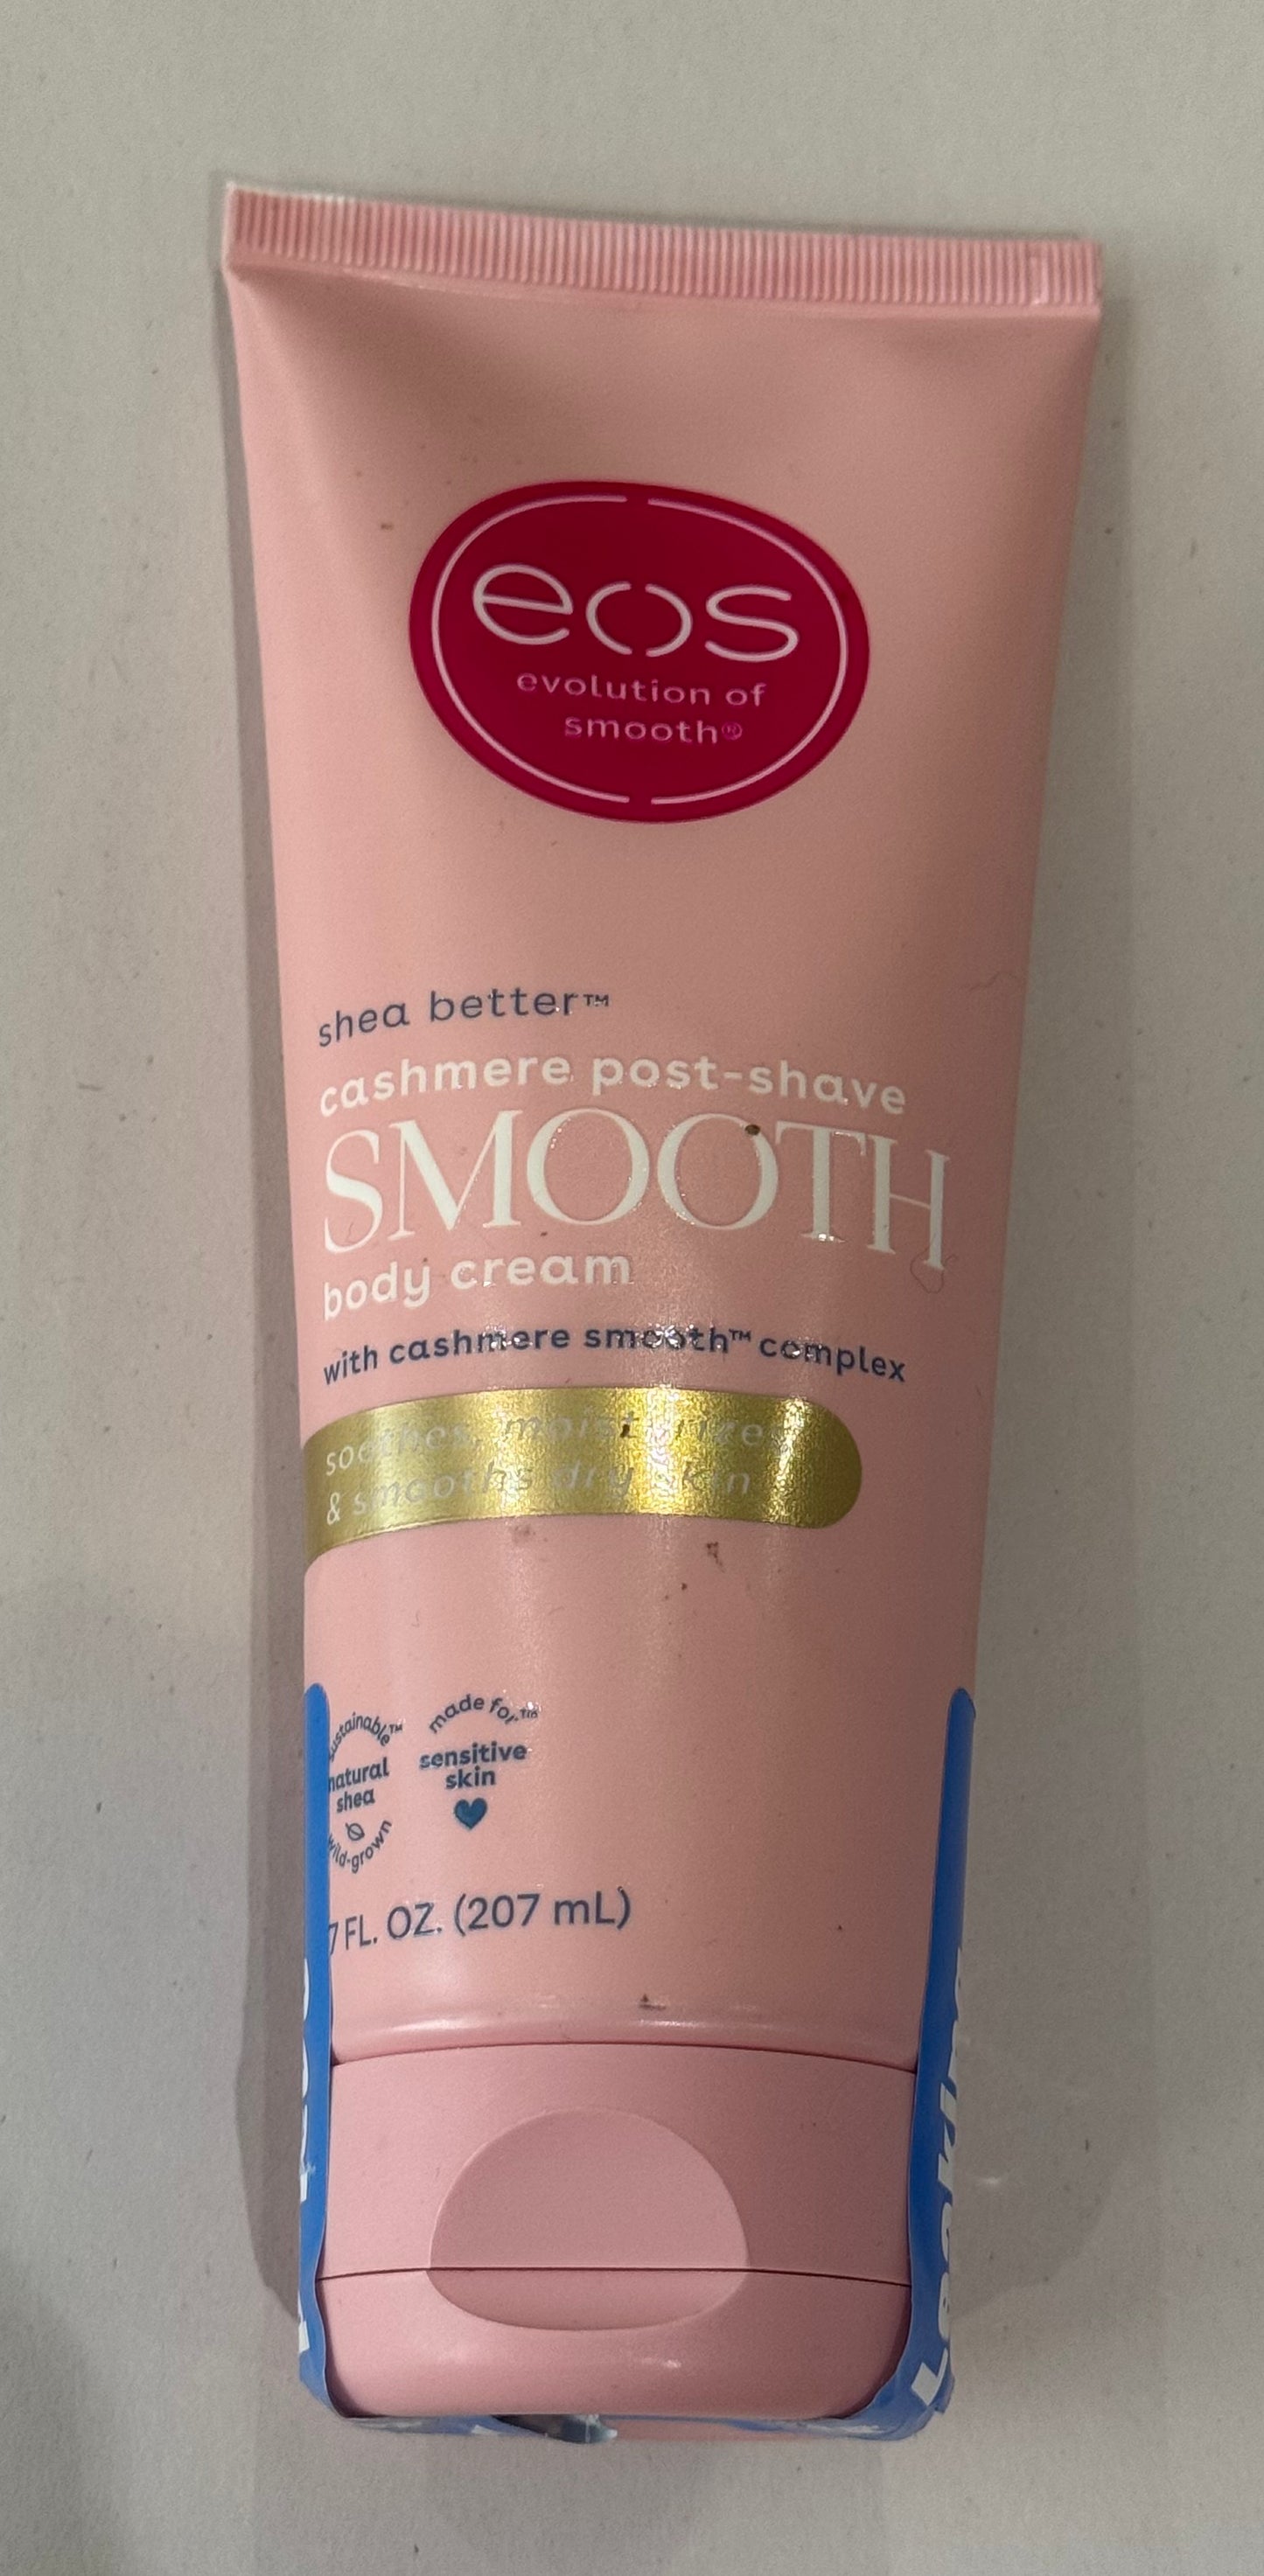 eos
evolution of
smooth®
shea better™
cashmere post-shave
SMOOTH
body cream
with cashmere smooth™ complex
soothes, moisturizes
& smooths dry skin
sustainable™
natural
shea
wild-grown
made for™
sensitive
skin
7 FL. OZ. (207 mL)